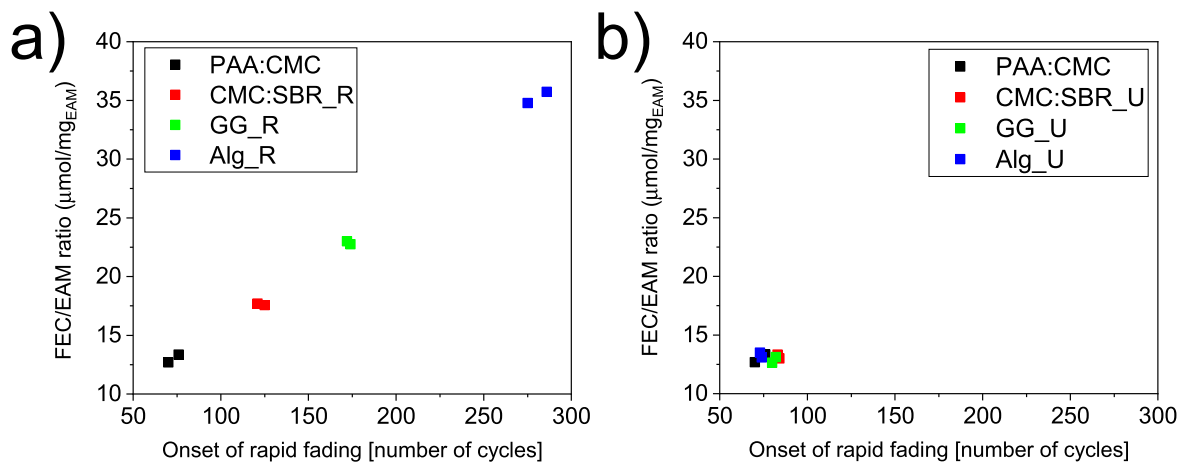 a)
PAA:CMC
CMC:SBR_R
GG_R
Alg_R
FEC/EAM ratio (μmol/mgEAM)
40
35
30
25
20
15
10
50 100 150 200 250 300
Onset of rapid fading [number of cycles]
b)
PAA:CMC
CMC:SBR_U
GG_U
Alg_U
FEC/EAM ratio (μmol/mgEAM)
40
35
30
25
20
15
10
50 100 150 200 250 300
Onset of rapid fading [number of cycles]